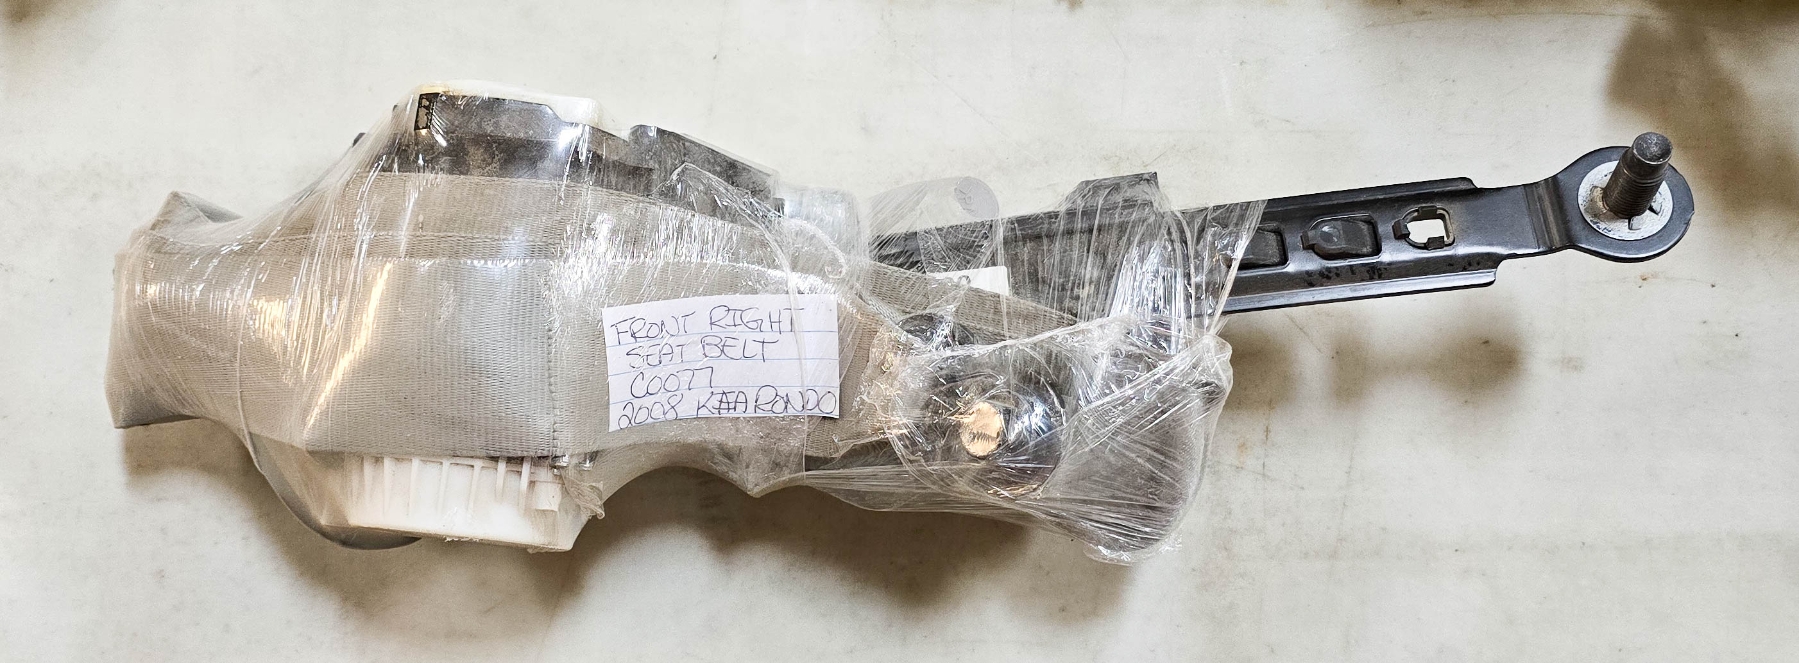 FRONT RIGHT
SEAT BELT
C0077
2008 KIA RONDO